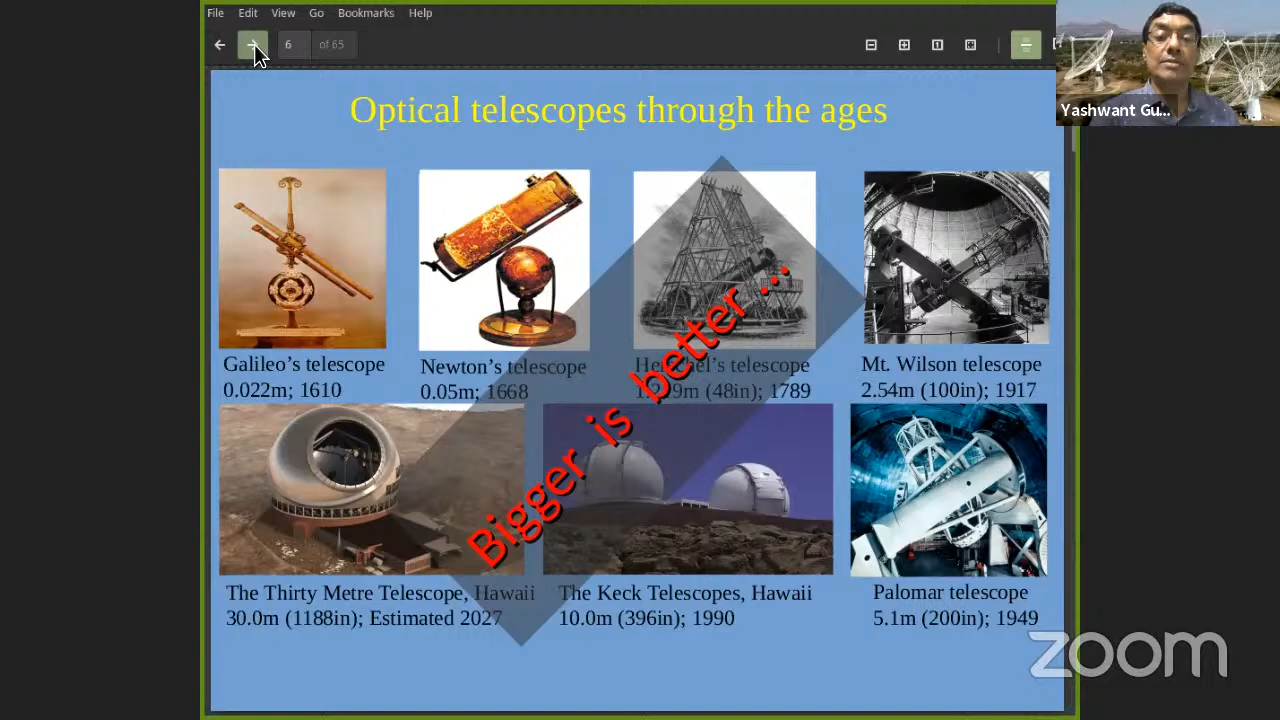 File Edit View Go Bookmarks Help
6 of 65
Yashwant Gu...
Optical telescopes through the ages
Galileo's telescope
0.022m; 1610
Newton's telescope
0.05m; 1668
Herschel's telescope
(48in); 1789
Mt. Wilson telescope
2.54m (100in); 1917
Bigger is better ...
The Thirty Metre Telescope, Hawaii
30.0m (1188in); Estimated 2027
The Keck Telescopes, Hawaii
10.0m (396in); 1990
Palomar telescope
5.1m (200in); 1949
zoom